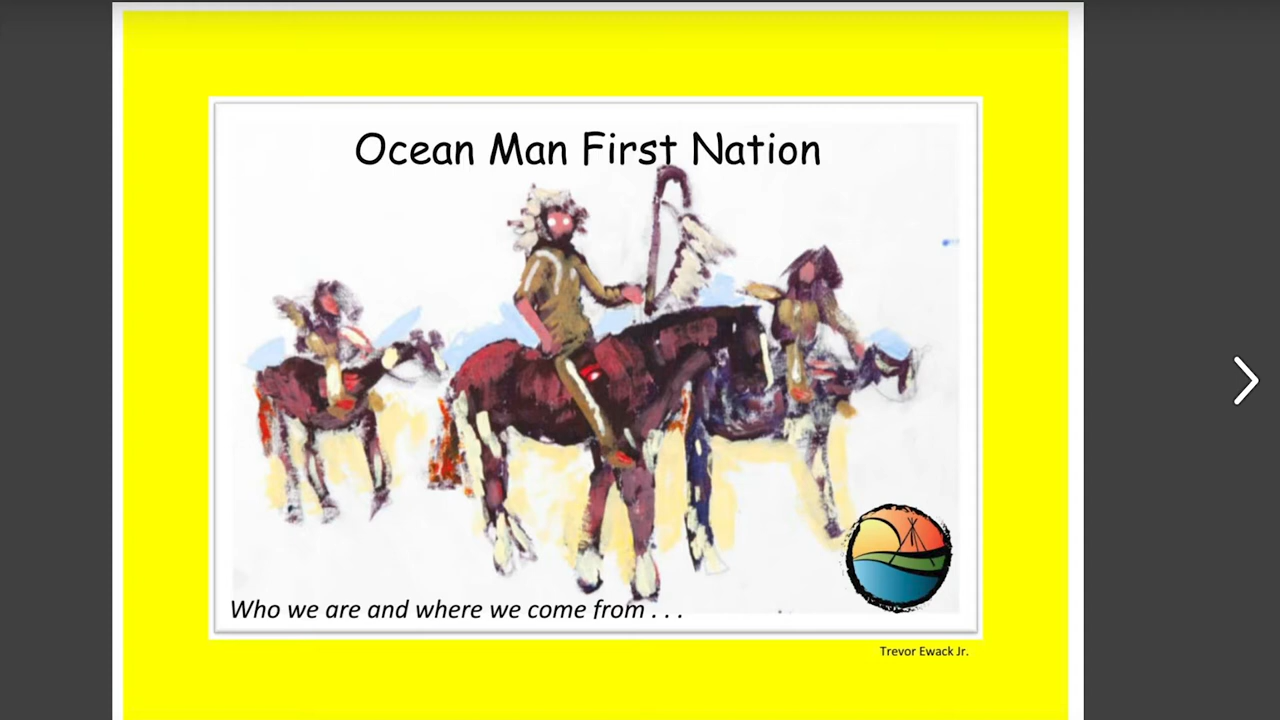 Ocean Man First Nation
Who we are and where we come from . . .
Trevor Ewack Jr.